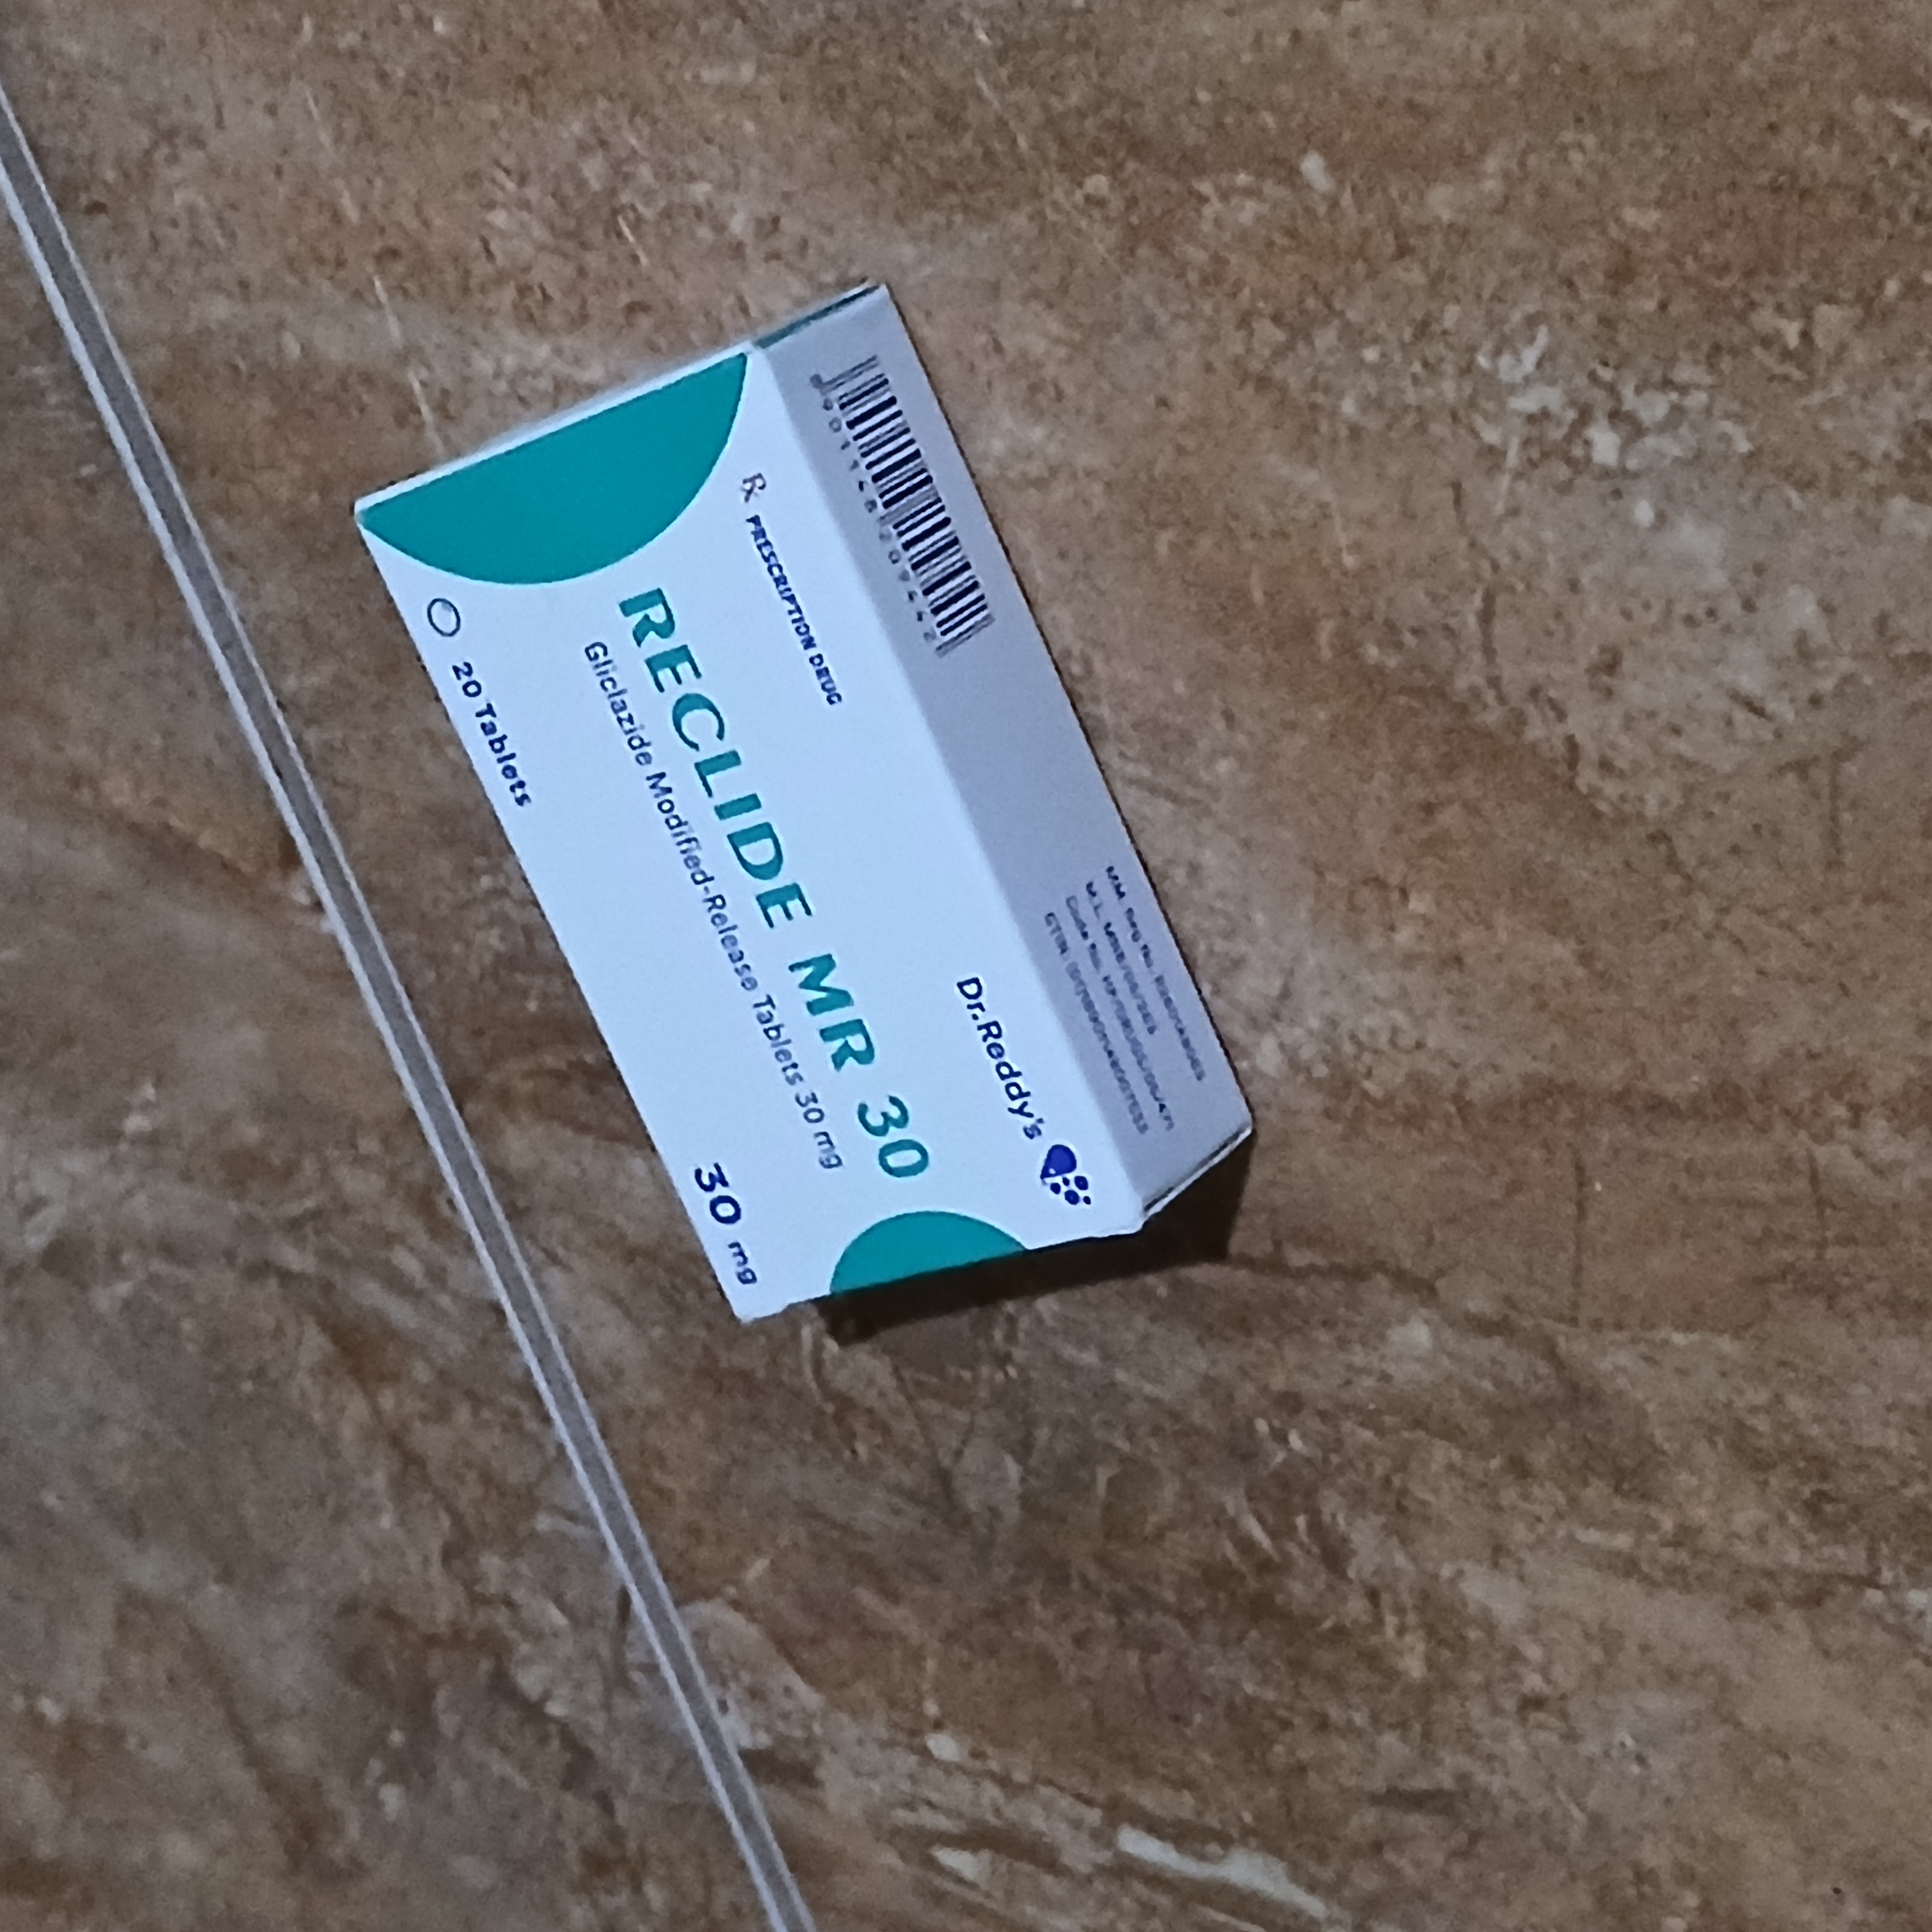 ℞ PRESCRIPTION DRUG
Dr.Reddy's
RECLIDE MR 30
Gliclazide Modified-Release Tablets 30 mg
20 Tablets
30 mg